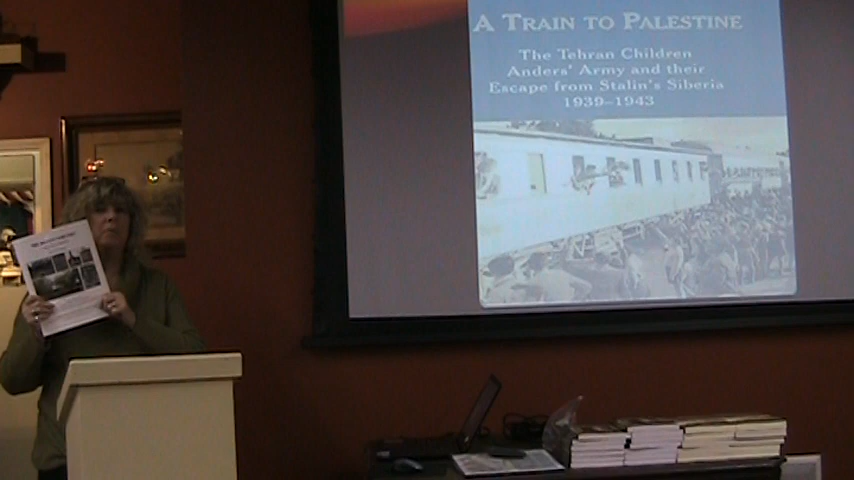 A TRAIN TO PALESTINE
The Tehran Children
Anders' Army and their
Escape from Stalin's Siberia
1939–1943